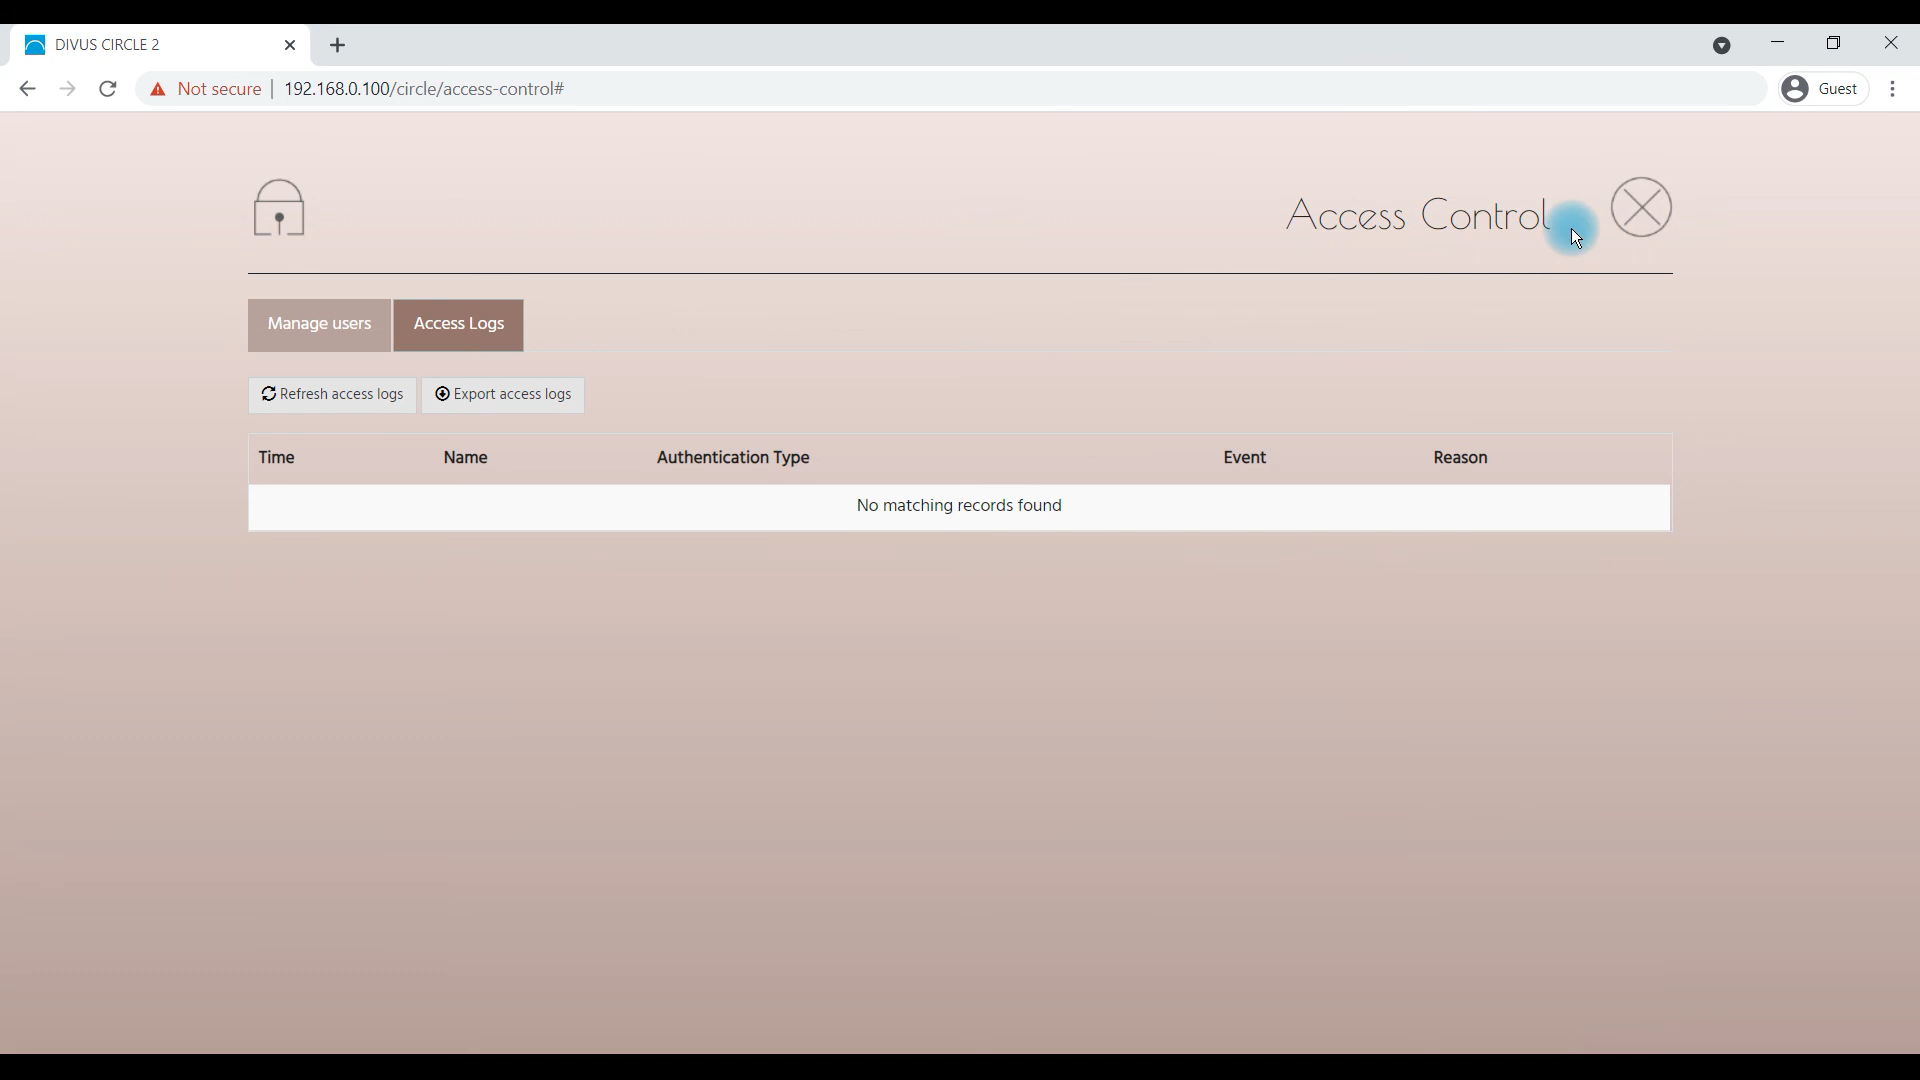 DIVUS CIRCLE 2
Not secure 192.168.0.100/circle/access-control# Guest
Access Control
Manage users Access Logs
Refresh access logs Export access logs
Time Name Authentication Type Event Reason
No matching records found